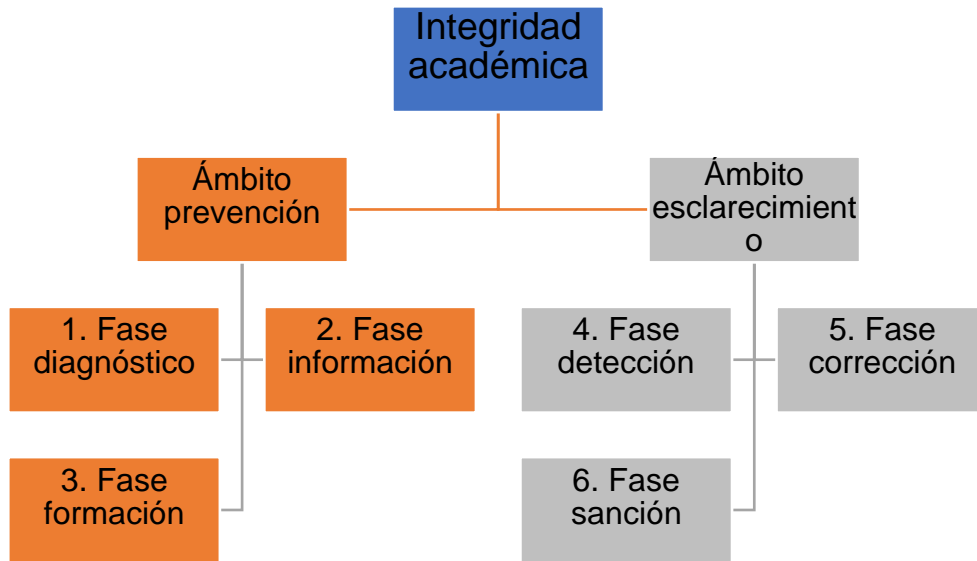 Integridad
académica
Ámbito
prevención
Ámbito
esclarecimient
o
1. Fase
diagnóstico
2. Fase
información
4. Fase
detección
5. Fase
corrección
3. Fase
formación
6. Fase
sanción